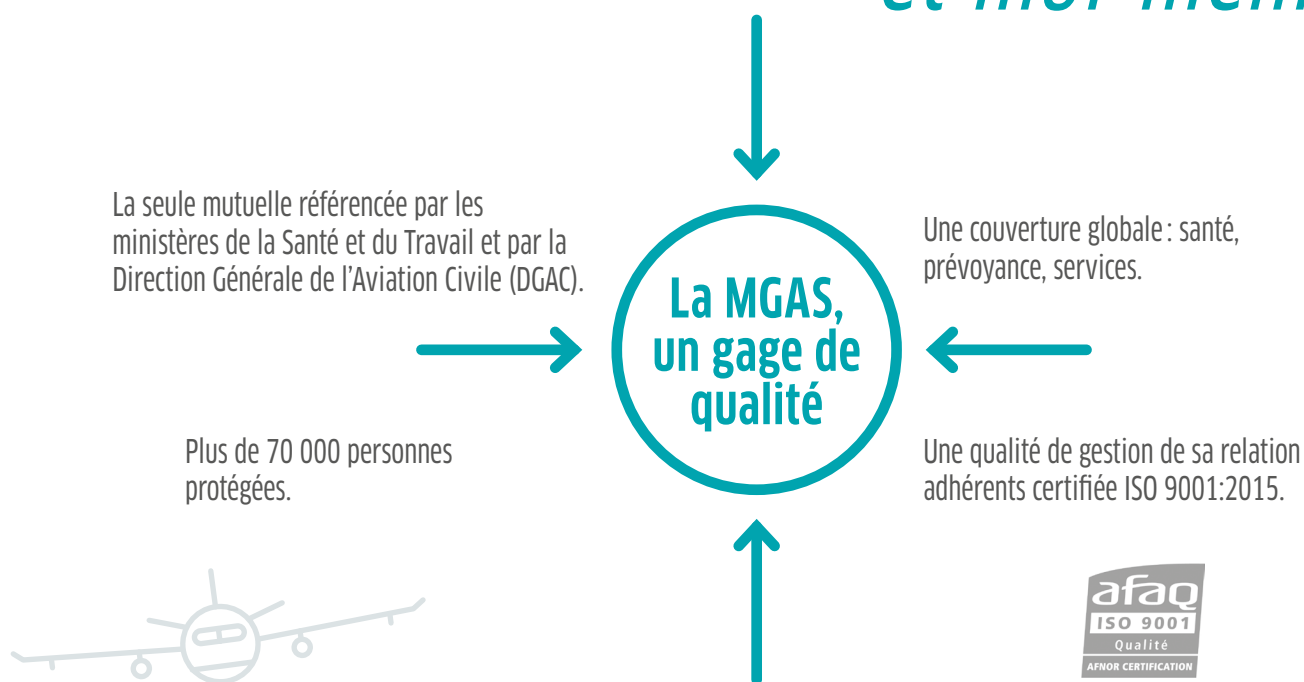 La seule mutuelle référencée par les
ministères de la Santé et du Travail et par la
Direction Générale de l'Aviation Civile (DGAC).
Une couverture globale : santé,
prévoyance, services.
La MGAS,
un gage de
qualité
Plus de 70 000 personnes
protégées.
Une qualité de gestion de sa relation
adhérents certifiée ISO 9001:2015.
afaq
ISO 9001
Qualité
AFNOR CERTIFICATION